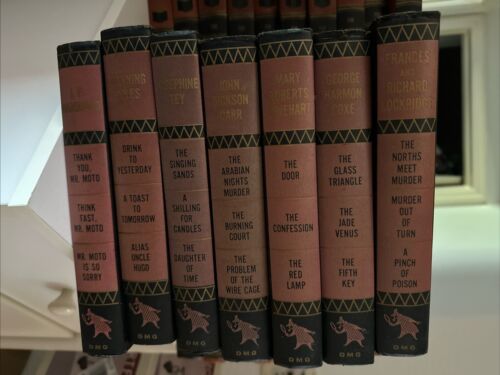 THANK
YOU,
MR. MOTO
THINK
FAST,
MR. MOTO
MR. MOTO
IS SO
SORRY
DMG
DRINK
TO
YESTERDAY
A TOAST
TO
TOMORROW
ALIAS
UNCLE
HUGO
DMG
JOSEPHINE
TEY
THE
SINGING
SANDS
A
SHILLING
FOR
CANDLES
THE
DAUGHTER
OF
TIME
DMG
JOHN
DICKSON
CARR
THE
ARABIAN
NIGHTS
MURDER
THE
BURNING
COURT
THE
PROBLEM
OF THE
WIRE CAGE
DMG
MARY
ROBERTS
RINEHART
THE
DOOR
THE
CONFESSION
THE
RED
LAMP
DMG
GEORGE
HARMON
COXE
THE
GLASS
TRIANGLE
THE
JADE
VENUS
THE
FIFTH
KEY
DMG
FRANCES
AND
RICHARD
LOCKRIDGE
THE
NORTHS
MEET
MURDER
MURDER
OUT OF
TURN
A
PINCH
OF
POISON
DMG